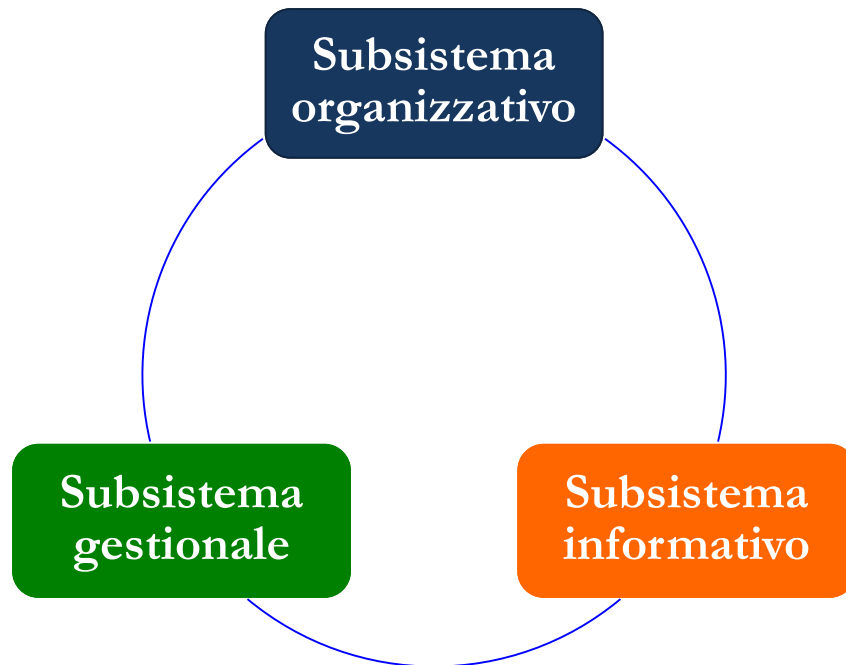 Subsistema
organizzativo
Subsistema
gestionale
Subsistema
informativo